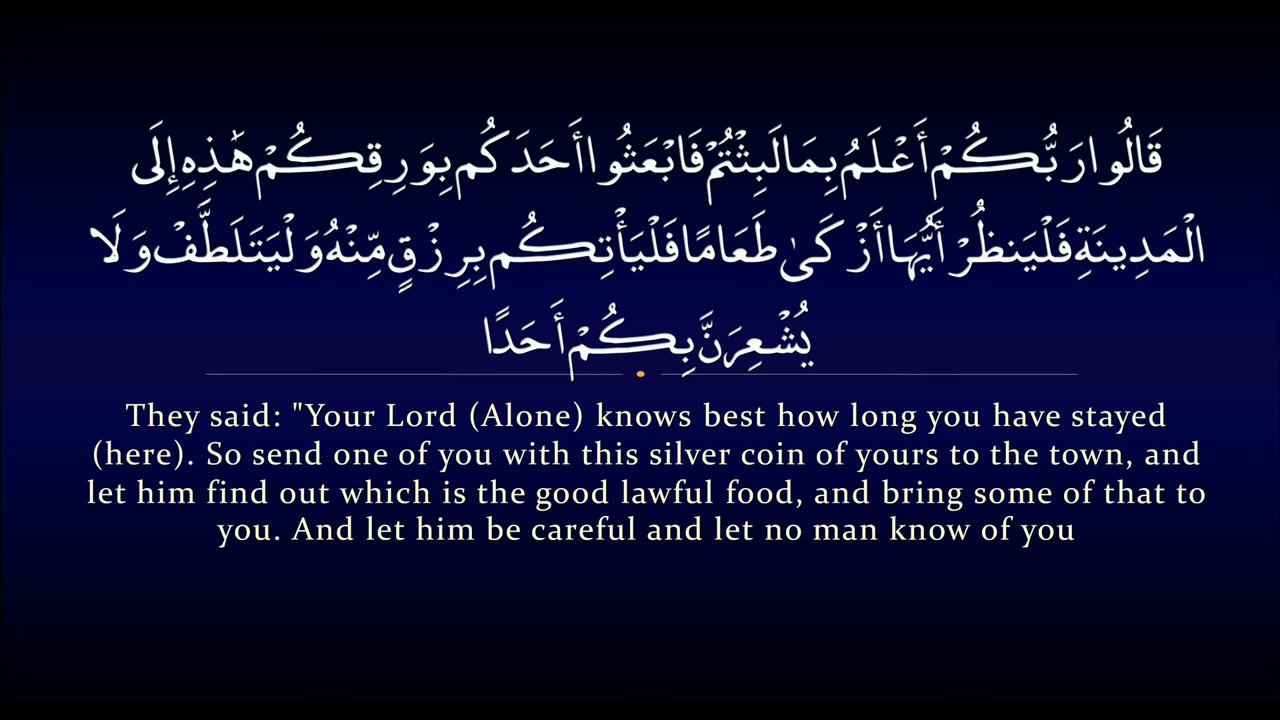 قَالُوا رَبُّكُمْ أَعْلَمُ بِمَا لَبِثْتُمْ فَابْعَثُوا أَحَدَكُم بِوَرِقِكُمْ هَٰذِهِ إِلَى
الْمَدِينَةِ فَلْيَنظُرْ أَيُّهَا أَزْكَىٰ طَعَامًا فَلْيَأْتِكُم بِرِزْقٍ مِّنْهُ وَلْيَتَلَطَّفْ وَلَا
يُشْعِرَنَّ بِكُمْ أَحَدًا
They said: "Your Lord (Alone) knows best how long you have stayed
(here). So send one of you with this silver coin of yours to the town, and
let him find out which is the good lawful food, and bring some of that to
you. And let him be careful and let no man know of you